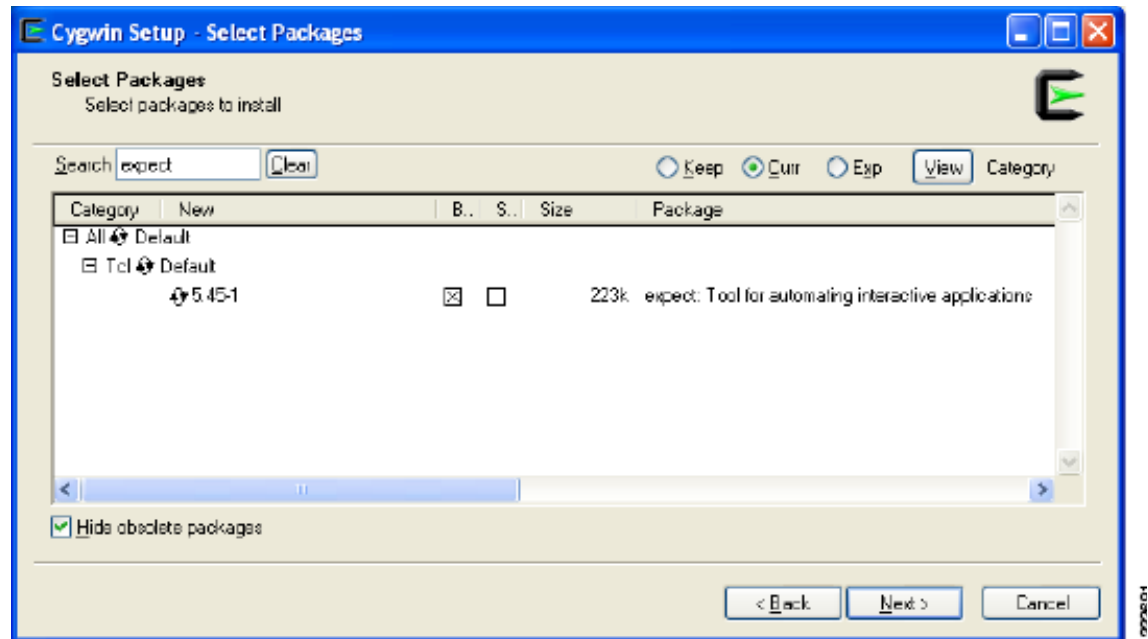 Cygwin Setup - Select Packages
Select Packages
Select packages to install
Search expect Clear Keep Curr Exp View Category
Category New B.. S.. Size Package
All Default
Tcl Default
5.45-1 223k expect: Tool for automating interactive applications
Hide obsolete packages
< Back Next > Cancel